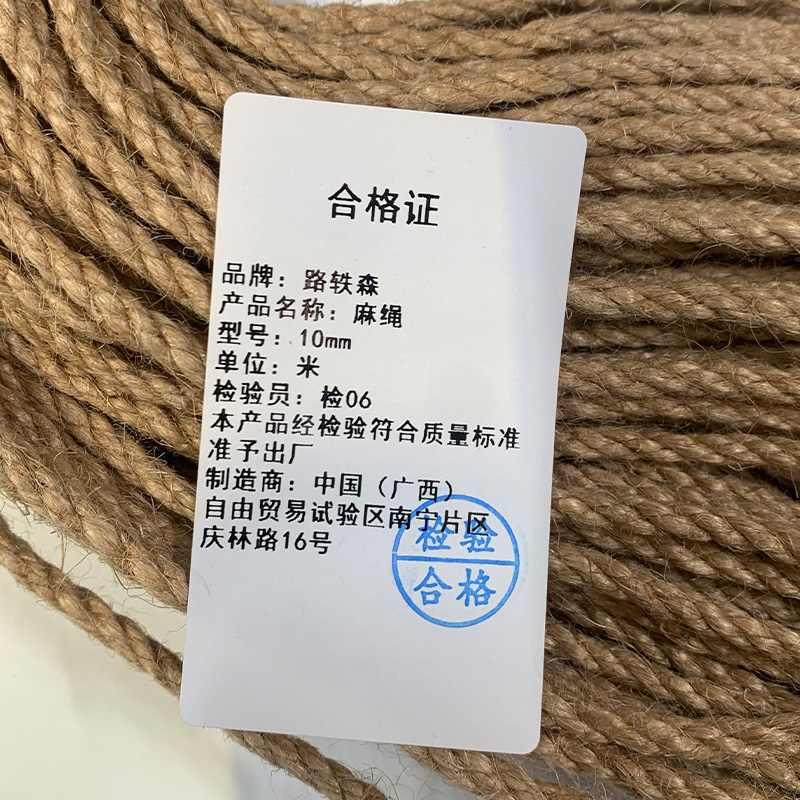 合格证
品牌：路轶森
产品名称：麻绳
型号：10mm
单位：米
检验员：检06
本产品经检验符合质量标准
准予出厂
制造商：中国（广西）
自由贸易试验区南宁片区
庆林路16号
检验
合格